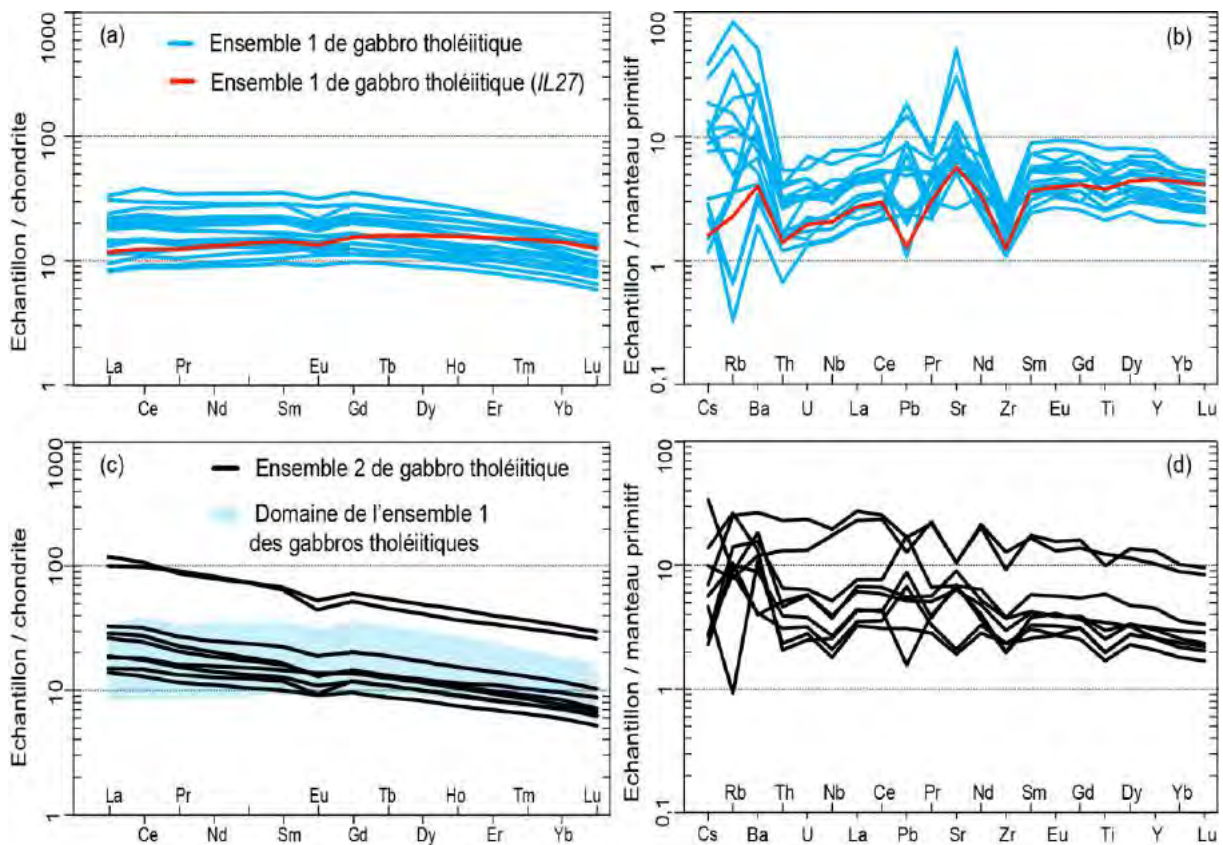 (a)
Ensemble 1 de gabbro tholéiitique
Ensemble 1 de gabbro tholéiitique (IL27)
Echantillon / chondrite
1000
100
10
1
La Pr Eu Tb Ho Tm Lu
Ce Nd Sm Gd Dy Er Yb
(b)
Echantillon / manteau primitif
100
10
1
0,1
Rb Th Nb Ce Pr Nd Sm Gd Dy Yb
Cs Ba U La Pb Sr Zr Eu Ti Y Lu
(c)
Ensemble 2 de gabbro tholéiitique
Domaine de l'ensemble 1
des gabbros tholéiitiques
Echantillon / chondrite
1000
100
10
1
La Pr Eu Tb Ho Tm Lu
Ce Nd Sm Gd Dy Er Yb
(d)
Echantillon / manteau primitif
100
10
1
0,1
Rb Th Nb Ce Pr Nd Sm Gd Dy Yb
Cs Ba U La Pb Sr Zr Eu Ti Y Lu